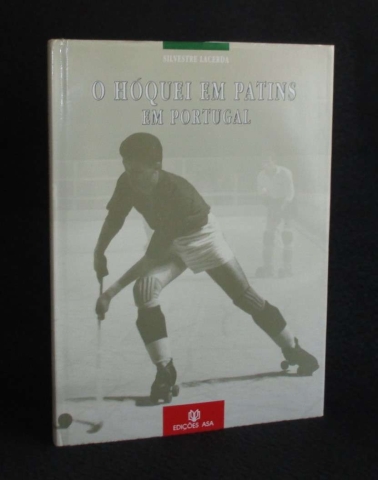 SILVESTRE LACERDA
O HÓQUEI EM PATINS
EM PORTUGAL
EDIÇÕES ASA